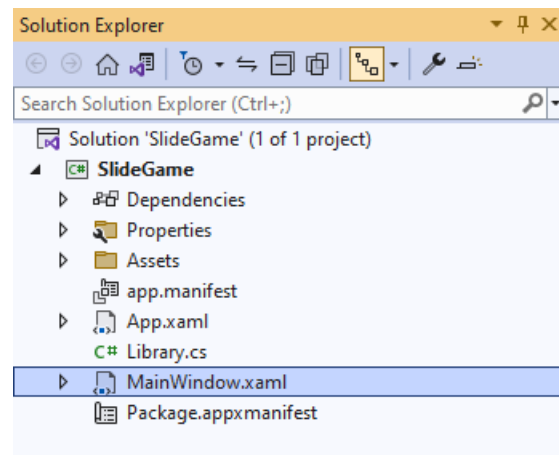 Solution Explorer
Search Solution Explorer (Ctrl+;)
Solution 'SlideGame' (1 of 1 project)
C# SlideGame
Dependencies
Properties
Assets
app.manifest
App.xaml
C# Library.cs
MainWindow.xaml
Package.appxmanifest